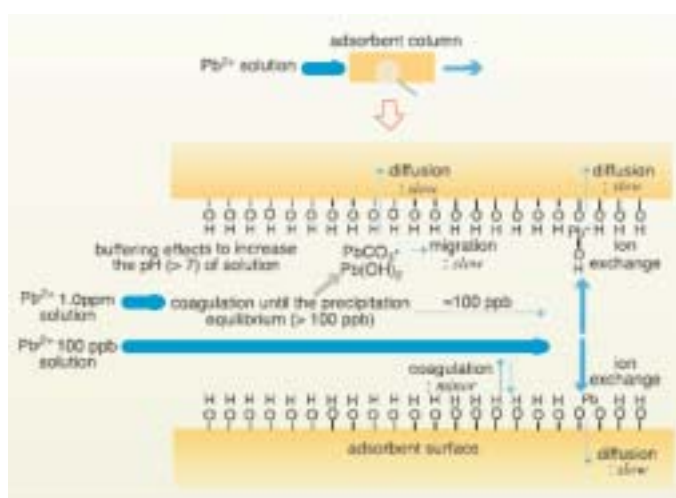 adsorbent column
Pb²⁺ solution
diffusion
: slow
diffusion
: slow
O O O O O O O O O O O O O O O O O O O O O O
H H H H H H H H H H H H H H H H H H Pb H H H
buffering effects to increase
the pH (> 7) of solution
PbCO₃
Pb(OH)₂
migration
: slow
O
H
ion
exchange
Pb²⁺ 1.0ppm
solution
coagulation until the precipitation
equilibrium (> 100 ppb)
≈100 ppb
Pb²⁺ 100 ppb
solution
coagulation
: minor
ion
exchange
H H H H H H H H H H H H H H H H H H Pb H H
O O O O O O O O O O O O O O O O O O O O O
adsorbent surface
diffusion
: slow